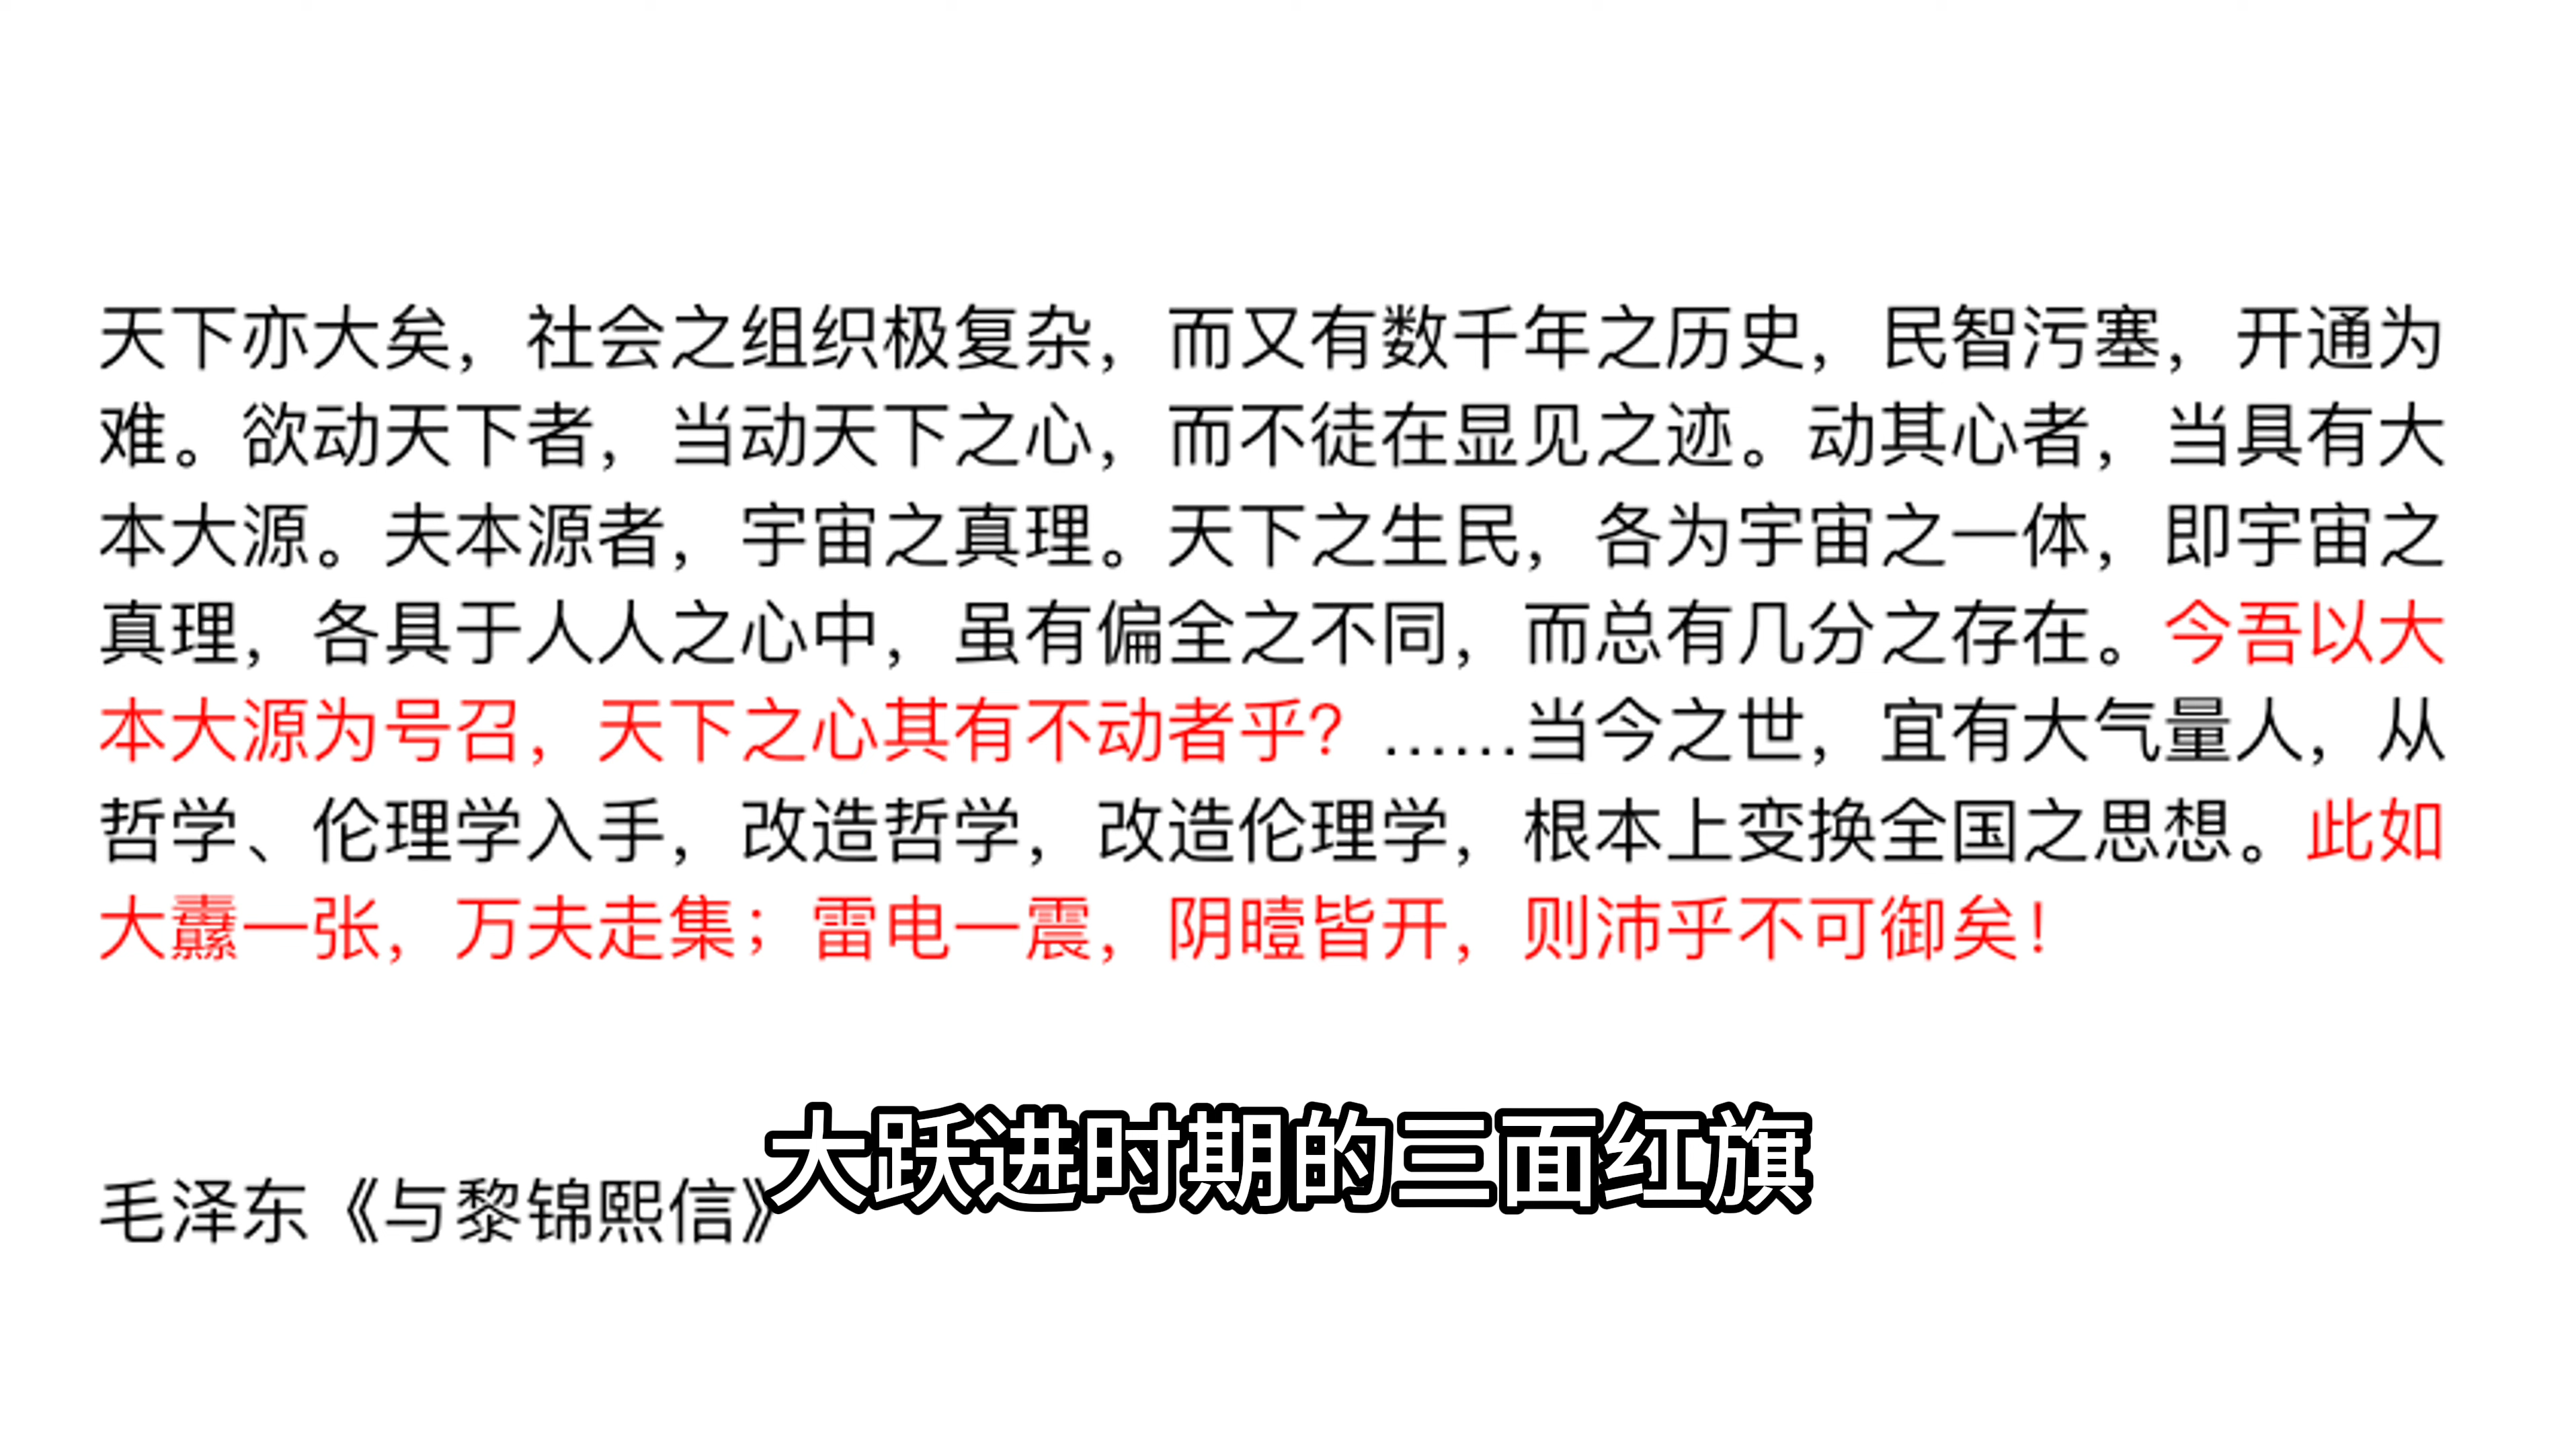 天下亦大矣，社会之组织极复杂，而又有数千年之历史，民智污塞，开通为
难。欲动天下者，当动天下之心，而不徒在显见之迹。动其心者，当具有大
本大源。夫本源者，宇宙之真理。天下之生民，各为宇宙之一体，即宇宙之
真理，各具于人人之心中，虽有偏全之不同，而总有几分之存在。今吾以大
本大源为号召，天下之心其有不动者乎？……当今之世，宜有大气量人，从
哲学、伦理学入手，改造哲学，改造伦理学，根本上变换全国之思想。此如
大纛一张，万夫走集；雷电一震，阴曀皆开，则沛乎不可御矣！
大跃进时期的三面红旗
毛泽东《与黎锦熙信》